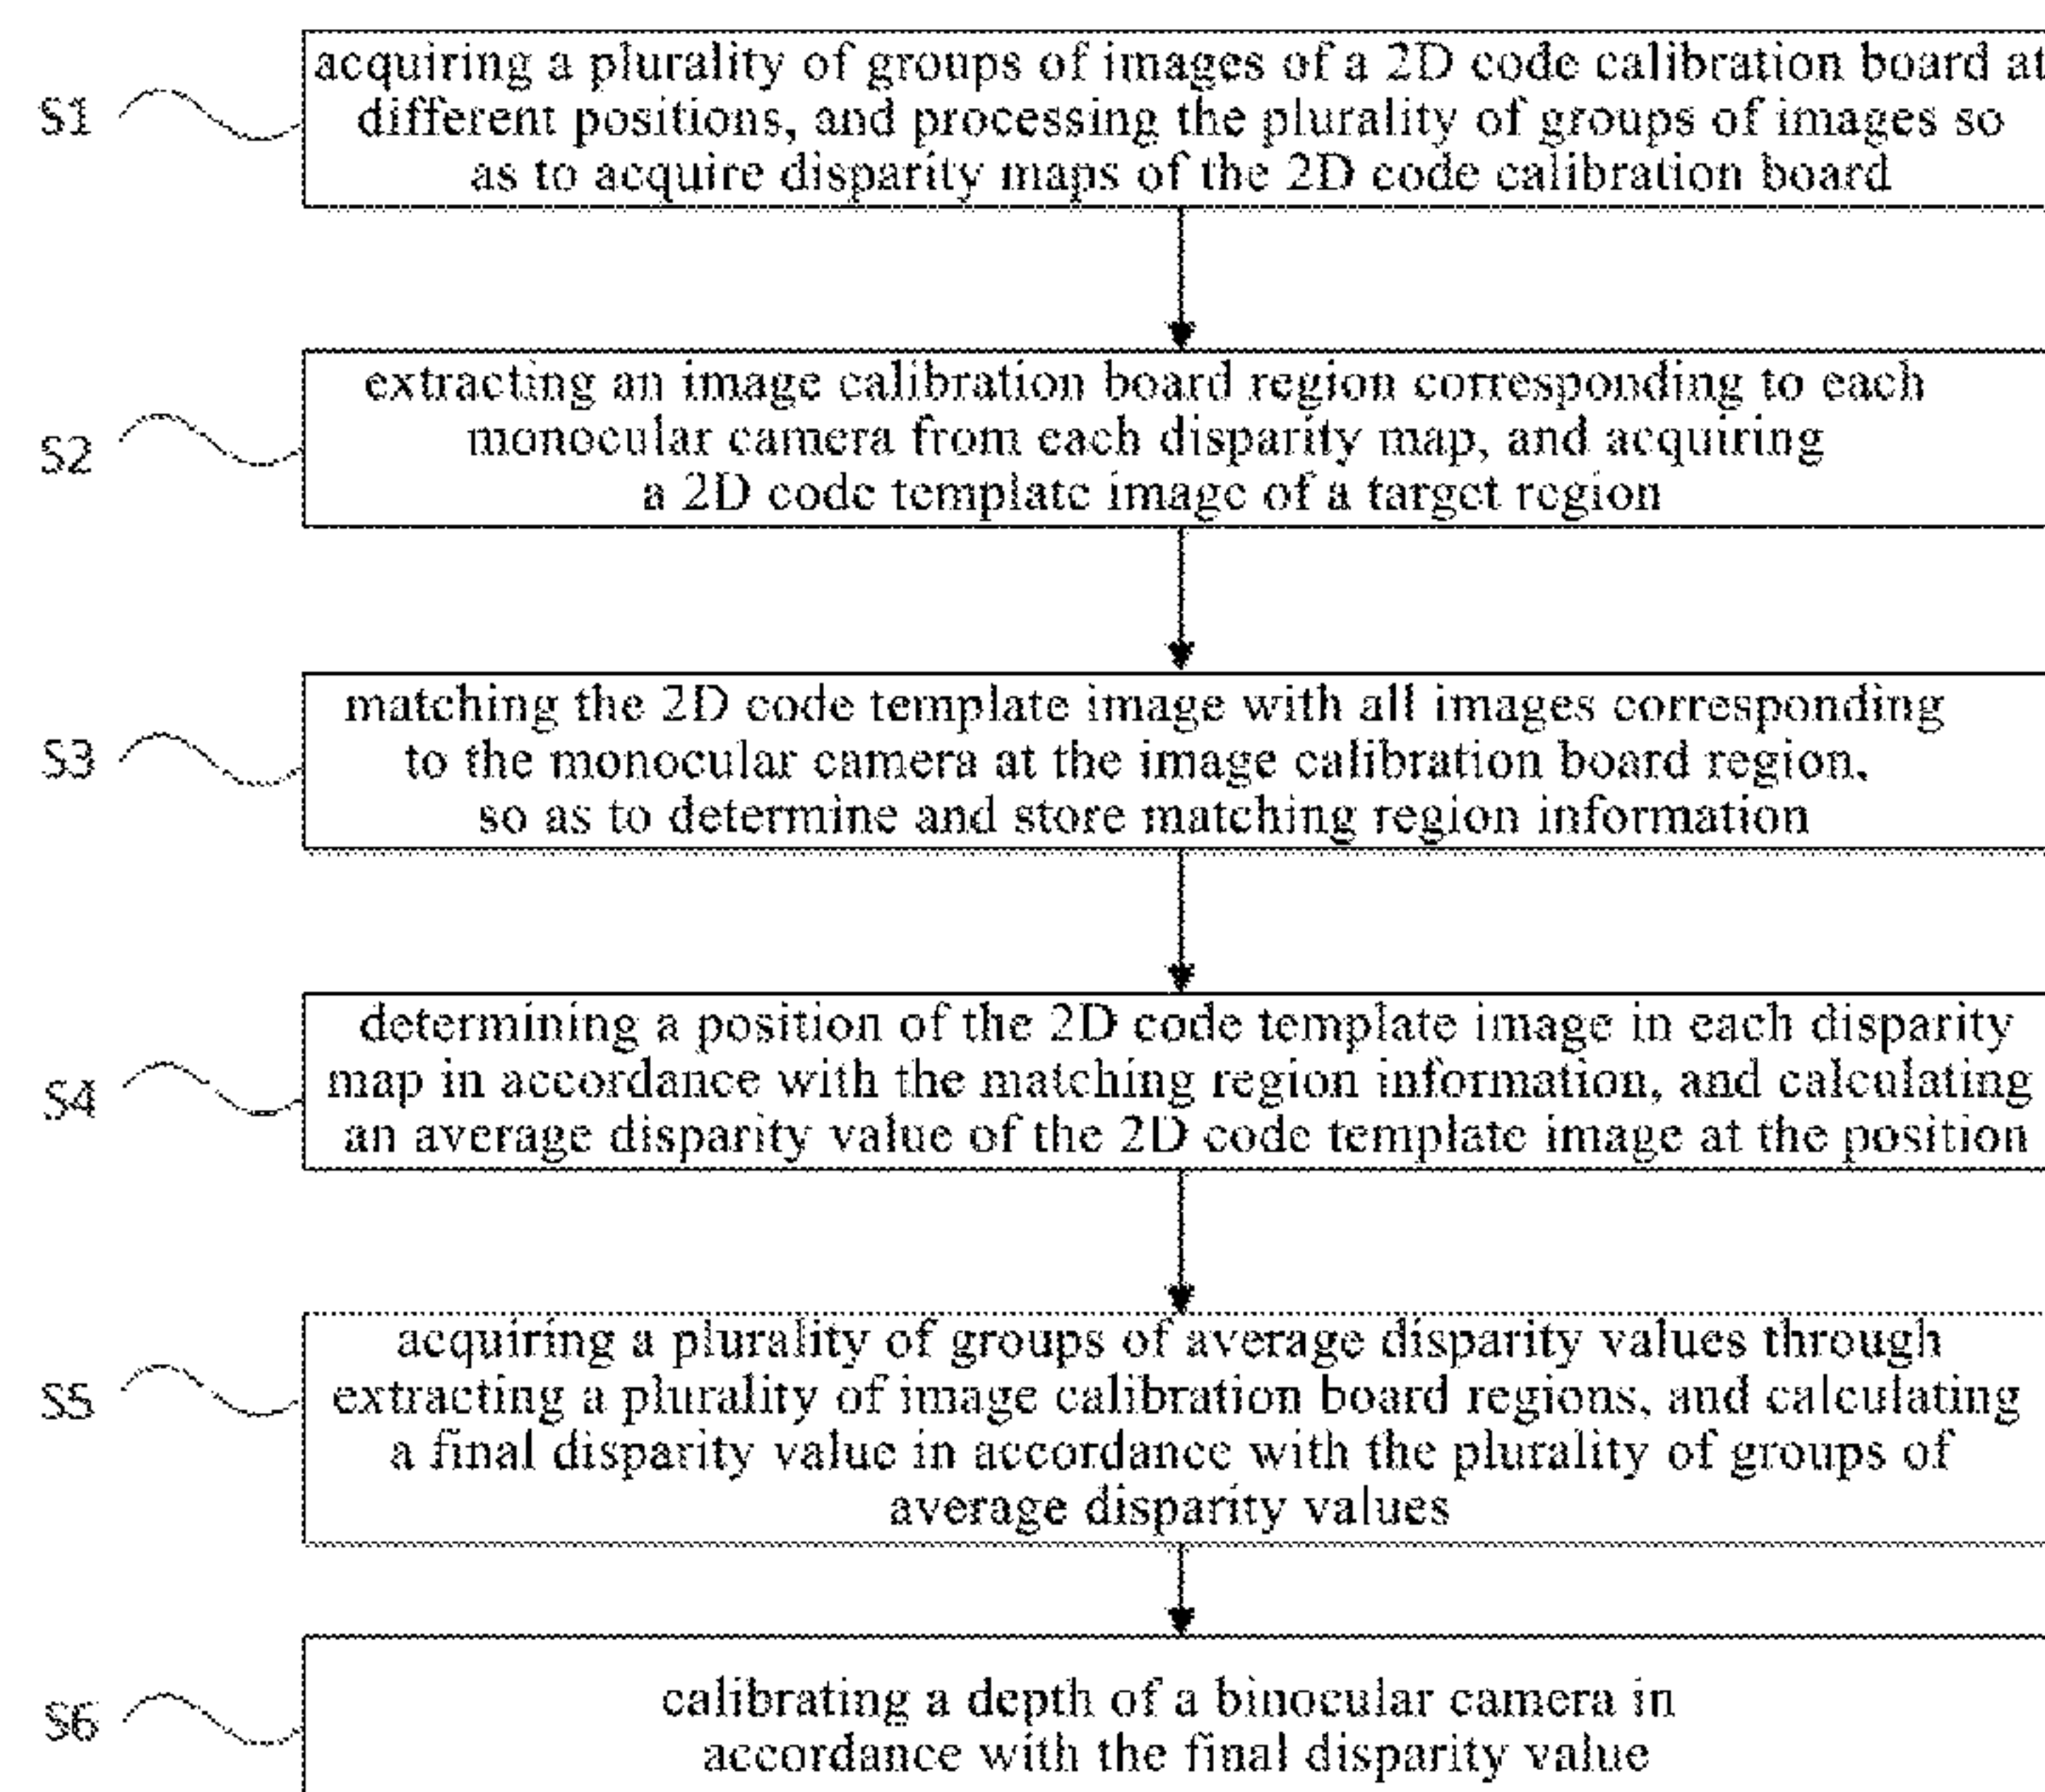 S1
acquiring a plurality of groups of images of a 2D code calibration board at
different positions, and processing the plurality of groups of images so
as to acquire disparity maps of the 2D code calibration board
S2
extracting an image calibration board region corresponding to each
monocular camera from each disparity map, and acquiring
a 2D code template image of a target region
S3
matching the 2D code template image with all images corresponding
to the monocular camera at the image calibration board region,
so as to determine and store matching region information
S4
determining a position of the 2D code template image in each disparity
map in accordance with the matching region information, and calculating
an average disparity value of the 2D code template image at the position
S5
acquiring a plurality of groups of average disparity values through
extracting a plurality of image calibration board regions, and calculating
a final disparity value in accordance with the plurality of groups of
average disparity values
S6
calibrating a depth of a binocular camera in
accordance with the final disparity value